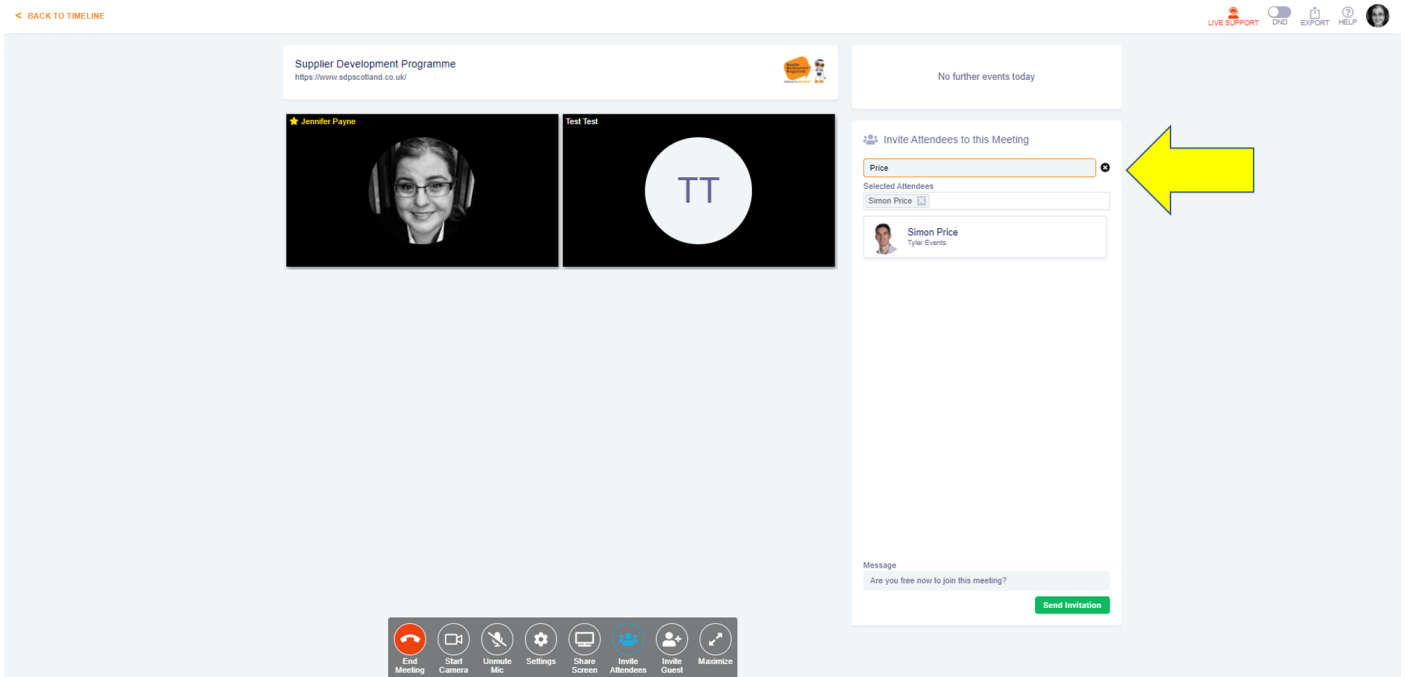 < BACK TO TIMELINE
LIVE SUPPORT
DND
EXPORT
HELP
Supplier Development Programme
https://www.sdpscotland.co.uk/
Supplier
Development
Programme
No further events today
Jennifer Payne
Test Test
TT
Invite Attendees to this Meeting
Price
Selected Attendees
Simon Price
Simon Price
Tyler Events
Message
Are you free now to join this meeting?
Send Invitation
End
Meeting
Start
Camera
Unmute
Mic
Settings
Share
Screen
Invite
Attendees
Invite
Guest
Maximize